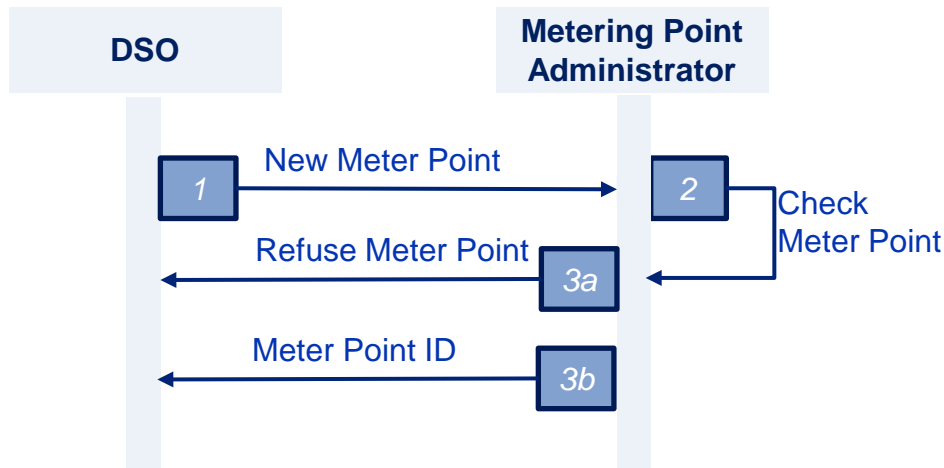 DSO
Metering Point
Administrator
1
New Meter Point
2
Check
Meter Point
Refuse Meter Point
3a
Meter Point ID
3b